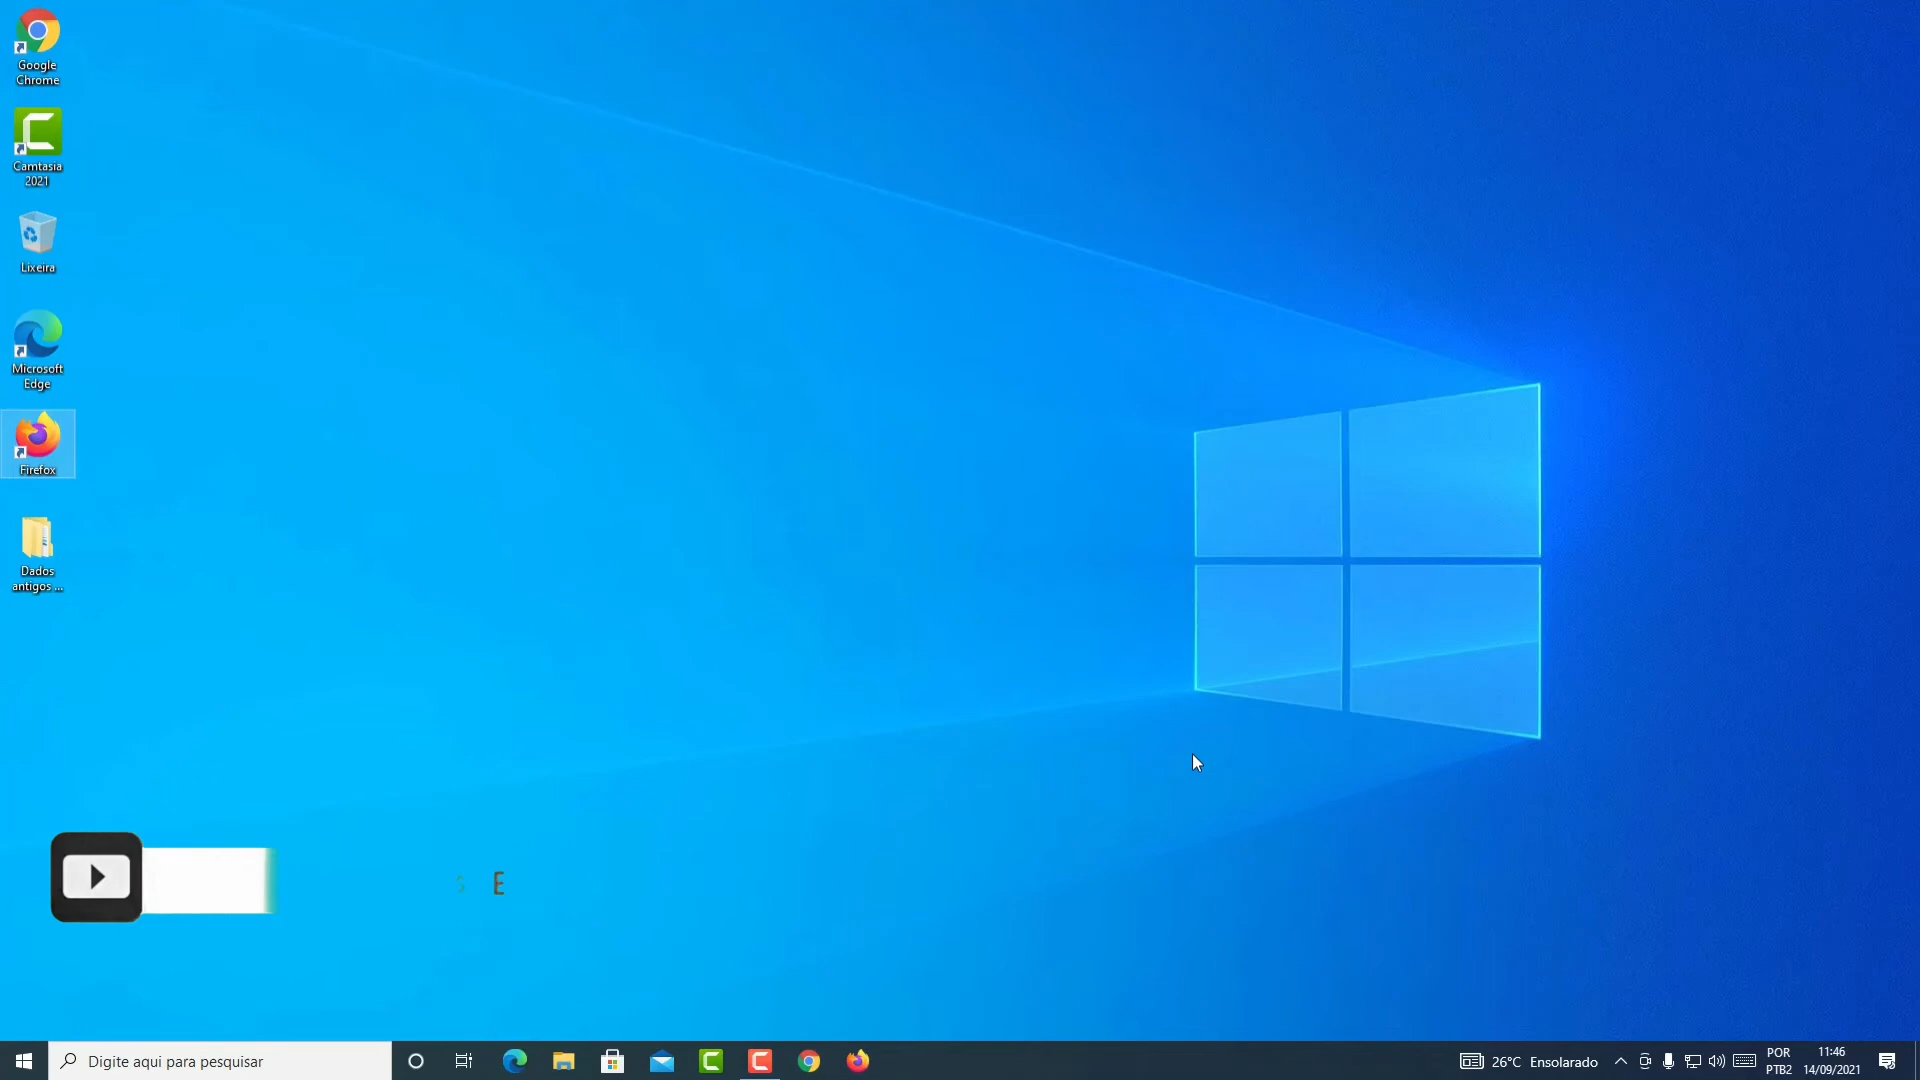 Google
Chrome
Camtasia
2021
Lixeira
Microsoft
Edge
Firefox
Dados
antigos ...
S E
Digite aqui para pesquisar
26°C Ensolarado
POR
PTB2
11:46
14/09/2021